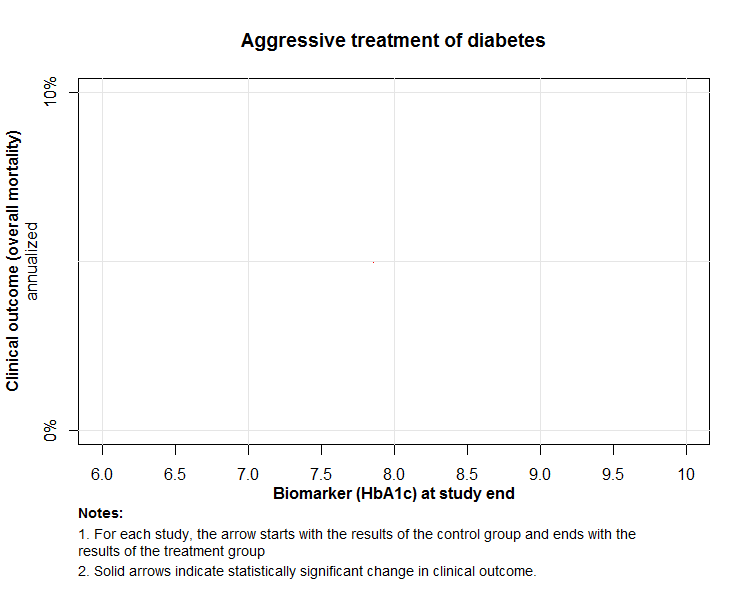 Aggressive treatment of diabetes
Clinical outcome (overall mortality)
annualized
10%
0%
6.0 6.5 7.0 7.5 8.0 8.5 9.0 9.5 10
Biomarker (HbA1c) at study end
Notes:
1. For each study, the arrow starts with the results of the control group and ends with the
results of the treatment group
2. Solid arrows indicate statistically significant change in clinical outcome.